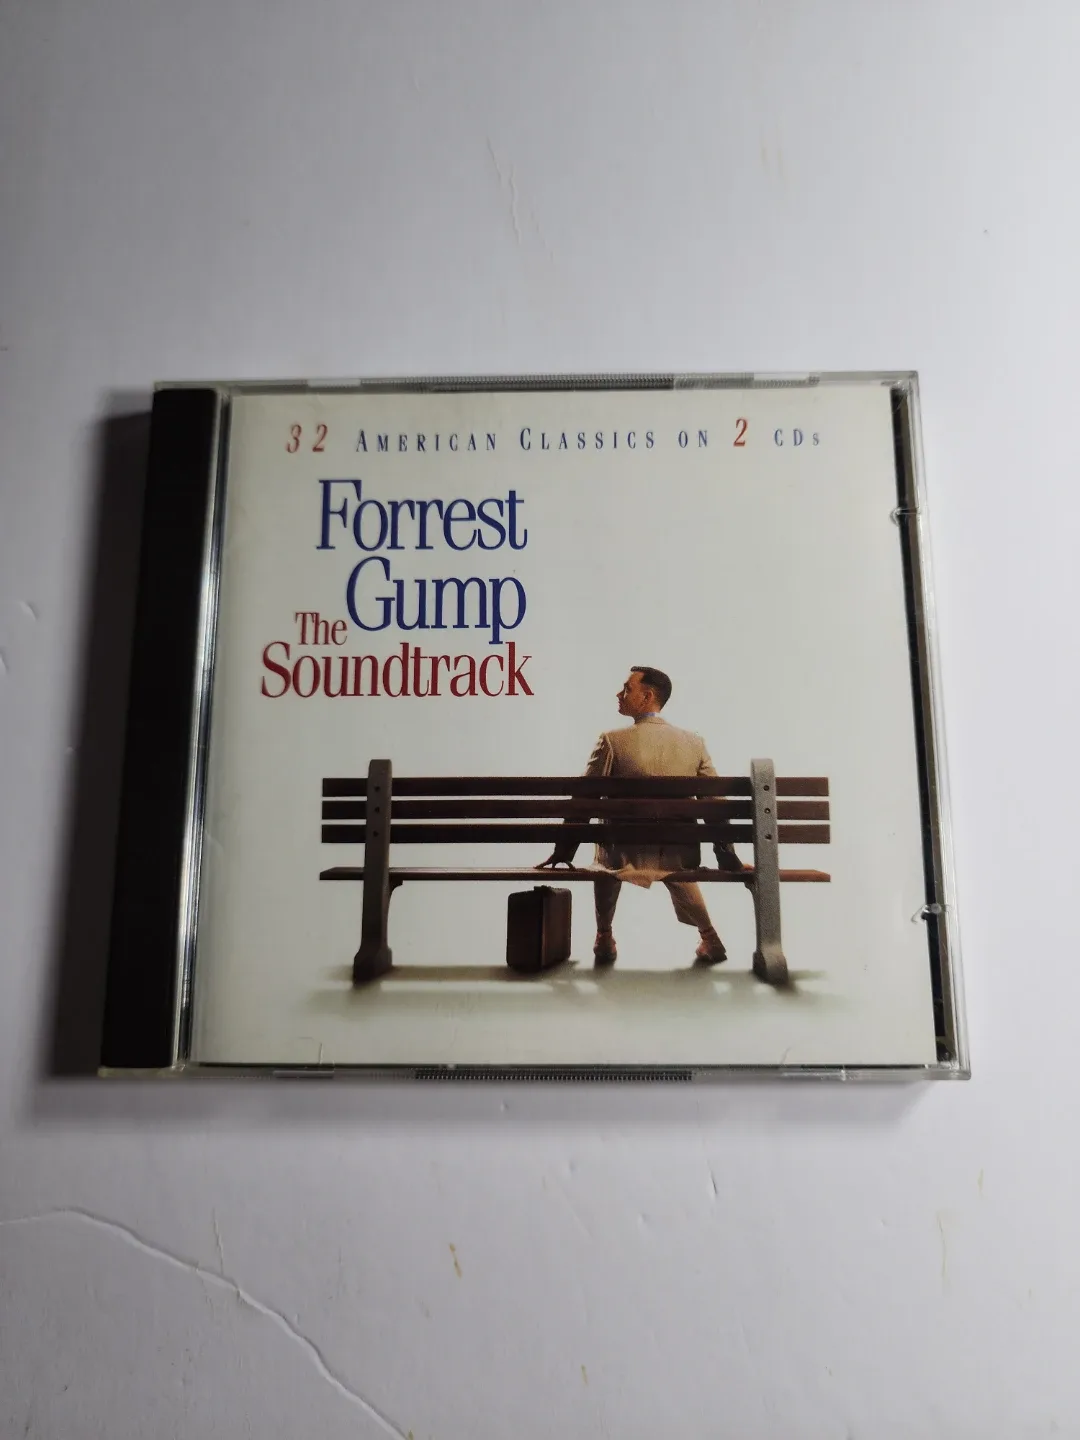 32 AMERICAN CLASSICS ON 2 CDs
Forrest
Gump
The
Soundtrack